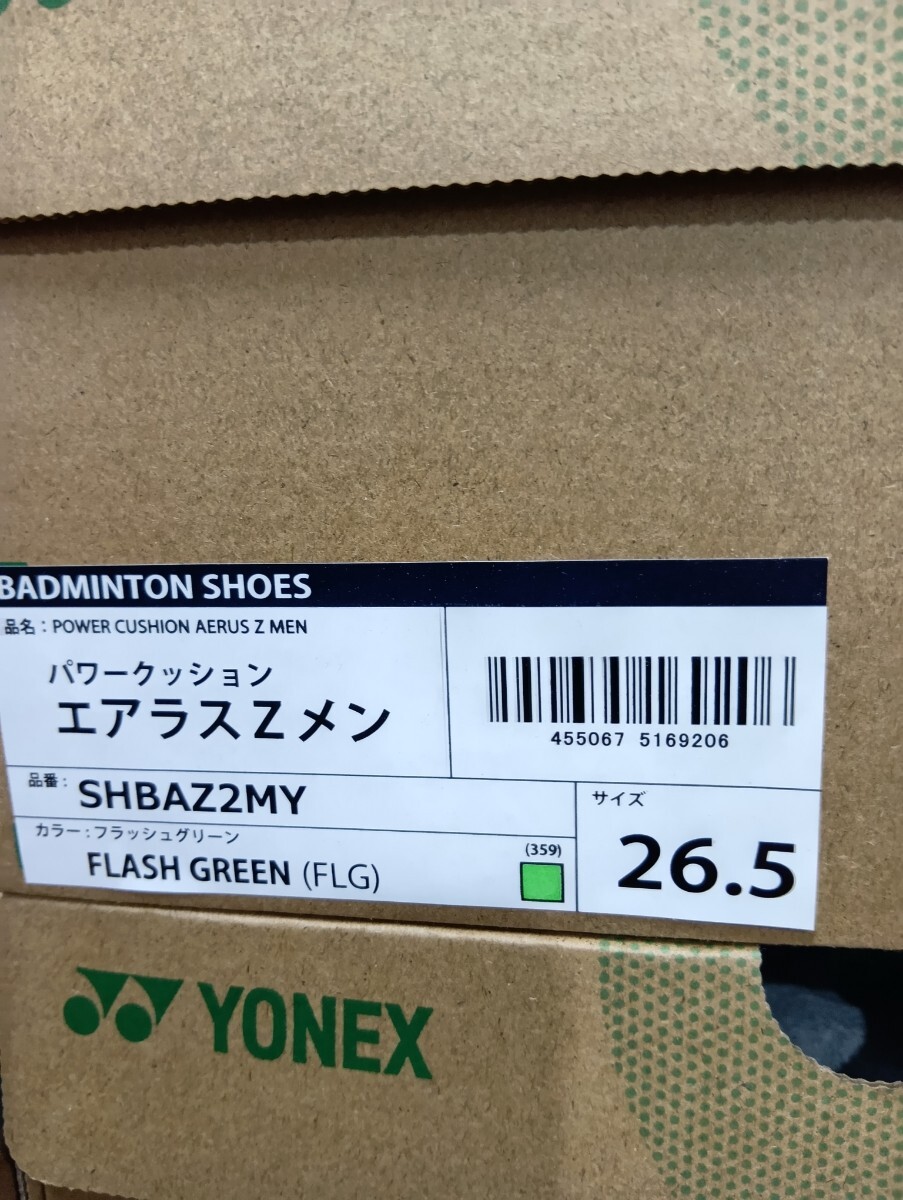 BADMINTON SHOES
品名：POWER CUSHION AERUS Z MEN
パワークッション
エアラスZメン
455067 5169206
品番：
SHBAZ2MY
カラー：フラッシュグリーン
FLASH GREEN (FLG)
(359)
サイズ
26.5
YONEX